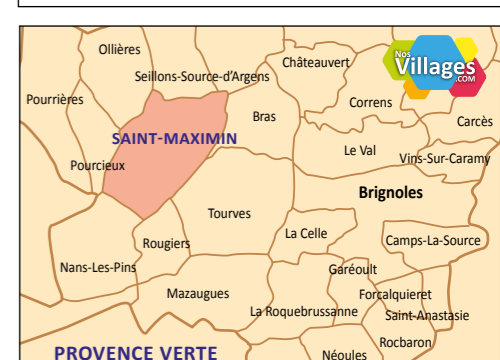 Nos
Villages
.COM
Ollières
Châteauvert
Seillons-Source-d'Argens
Pourrières
Correns
Bras
Carcès
SAINT-MAXIMIN
Le Val
Vins-Sur-Caramy
Pourcieux
Brignoles
Tourves
La Celle
Camps-La-Source
Rougiers
Nans-Les-Pins
Garéoult
Mazaugues
Forcalquieret
La Roquebrussanne
Saint-Anastasie
Rocbaron
PROVENCE VERTE
Néoules